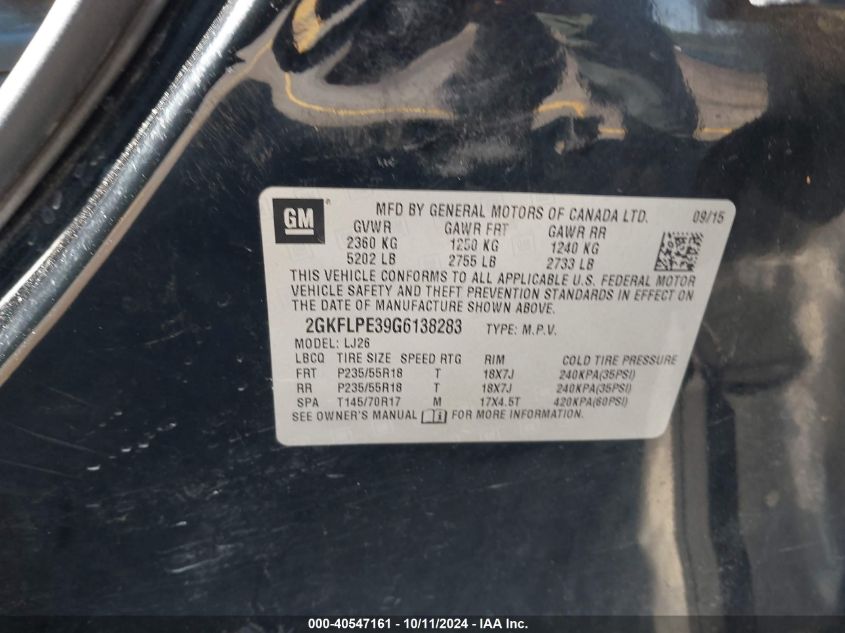 GM
MFD BY GENERAL MOTORS OF CANADA LTD. 09/15
GVWR GAWR FRT GAWR RR
2360 KG 1250 KG 1240 KG
5202 LB 2755 LB 2733 LB
THIS VEHICLE CONFORMS TO ALL APPLICABLE U.S. FEDERAL MOTOR
VEHICLE SAFETY AND THEFT PREVENTION STANDARDS IN EFFECT ON
THE DATE OF MANUFACTURE SHOWN ABOVE.
2GKFLPE39G6138283 TYPE: M.P.V.
MODEL: LJ26
LBCQ TIRE SIZE SPEED RTG RIM COLD TIRE PRESSURE
FRT P235/55R18 T 18X7J 240KPA(35PSI)
RR P235/55R18 T 18X7J 240KPA(35PSI)
SPA T145/70R17 M 17X4.5T 420KPA(60PSI)
SEE OWNER'S MANUAL FOR MORE INFORMATION.
000-40547161 - 10/11/2024 - IAA Inc.